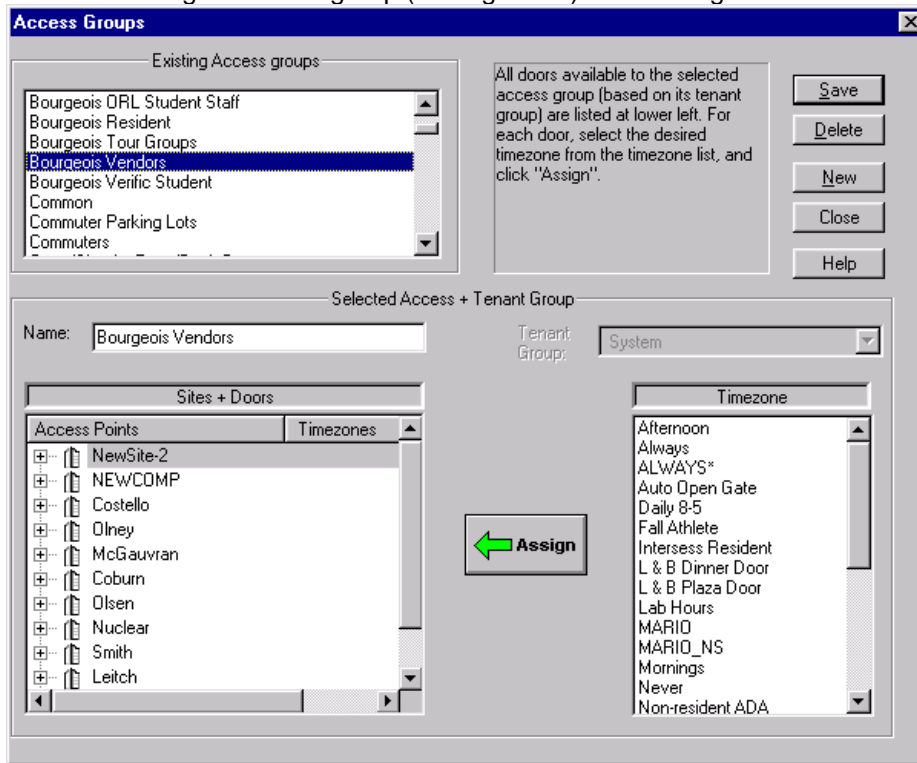 Access Groups
Existing Access groups
Bourgeois ORL Student Staff
Bourgeois Resident
Bourgeois Tour Groups
Bourgeois Vendors
Bourgeois Verific Student
Common
Commuter Parking Lots
Commuters
All doors available to the selected
access group (based on its tenant
group) are listed at lower left. For
each door, select the desired
timezone from the timezone list, and
click "Assign".
Save
Delete
New
Close
Help
Selected Access + Tenant Group
Name:
Bourgeois Vendors
Tenant
Group:
System
Sites + Doors
Access Points Timezones
NewSite-2
NEWCOMP
Costello
Olney
McGauvran
Coburn
Olsen
Nuclear
Smith
Leitch
Assign
Timezone
Afternoon
Always
ALWAYS*
Auto Open Gate
Daily 8-5
Fall Athlete
Intersess Resident
L & B Dinner Door
L & B Plaza Door
Lab Hours
MARIO
MARIO_NS
Mornings
Never
Non-resident ADA